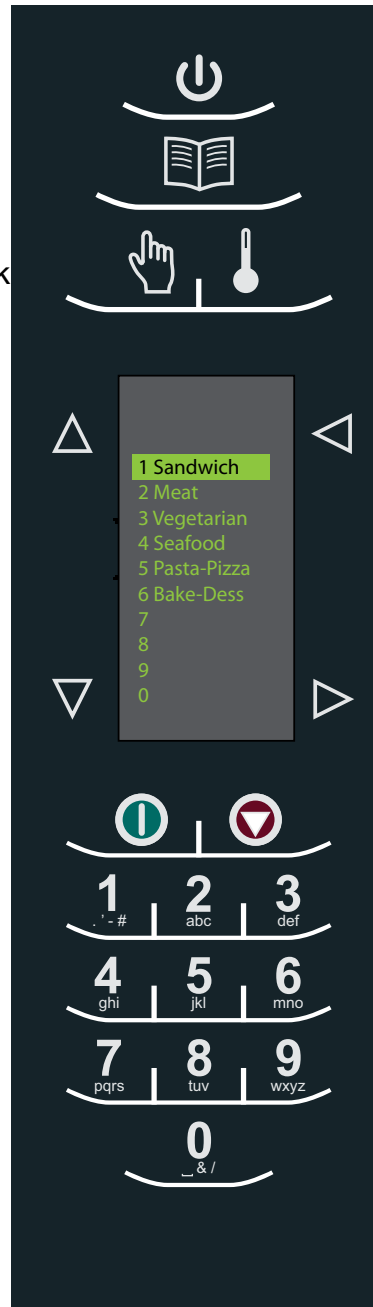 k
1 Sandwich
2 Meat
3 Vegetarian
4 Seafood
5 Pasta-Pizza
6 Bake-Dess
7
8
9
0
1 2 3
. ' - # abc def
4 5 6
ghi jkl mno
7 8 9
pqrs tuv wxyz
0
⎵ & /